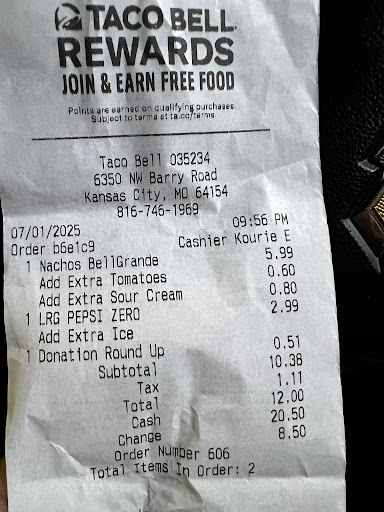 TACO BELL.
REWARDS
JOIN & EARN FREE FOOD
Points are earned on qualifying purchases.
Subject to terms at ta.co/terms.
Taco Bell 035234
6350 NW Barry Road
Kansas City, MO 64154
816-746-1969
07/01/2025 09:56 PM
Order b6e1c9 Cashier Kourie E
1 Nachos BellGrande 5.99
Add Extra Tomatoes 0.60
Add Extra Sour Cream 0.80
1 LRG PEPSI ZERO 2.99
Add Extra Ice
1 Donation Round Up 0.51
Subtotal 10.38
Tax 1.11
Total 12.00
Cash 20.50
Change 8.50
Order Number 606
Total Items In Order: 2